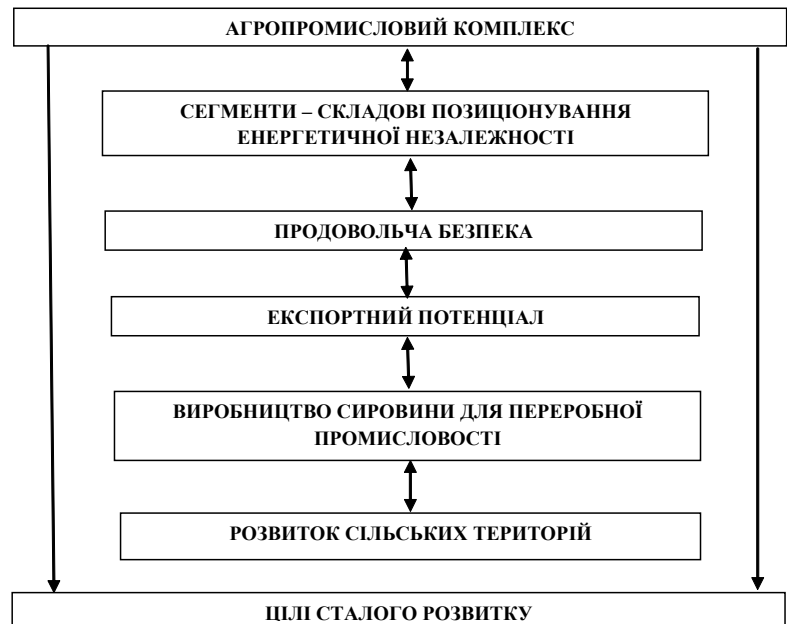 АГРОПРОМИСЛОВИЙ КОМПЛЕКС
СЕГМЕНТИ – СКЛАДОВІ ПОЗИЦІОНУВАННЯ
ЕНЕРГЕТИЧНОЇ НЕЗАЛЕЖНОСТІ
ПРОДОВОЛЬЧА БЕЗПЕКА
ЕКСПОРТНИЙ ПОТЕНЦІАЛ
ВИРОБНИЦТВО СИРОВИНИ ДЛЯ ПЕРЕРОБНОЇ
ПРОМИСЛОВОСТІ
РОЗВИТОК СІЛЬСЬКИХ ТЕРИТОРІЙ
ЦІЛІ СТАЛОГО РОЗВИТКУ